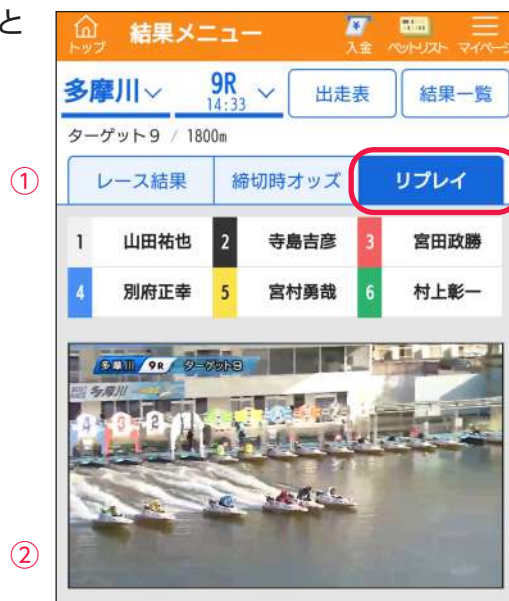 と
トップ 結果メニュー 入金 ベットリスト マイページ
多摩川 9R 14:33 出走表 結果一覧
ターゲット9 / 1800m
① レース結果 締切時オッズ リプレイ
1 山田祐也 2 寺島吉彦 3 宮田政勝
4 別府正幸 5 宮村勇哉 6 村上彰一
多摩川 9R ターゲット9
多摩川
4 3 2 1
②